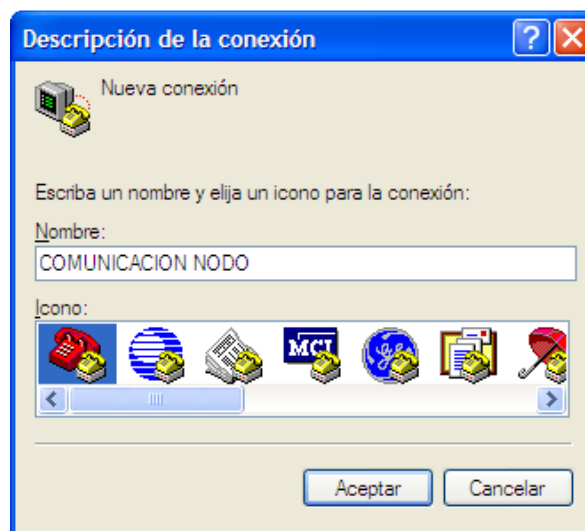 Descripción de la conexión
Nueva conexión
Escriba un nombre y elija un icono para la conexión:
Nombre:
COMUNICACION NODO
Icono:
MCI
Aceptar
Cancelar